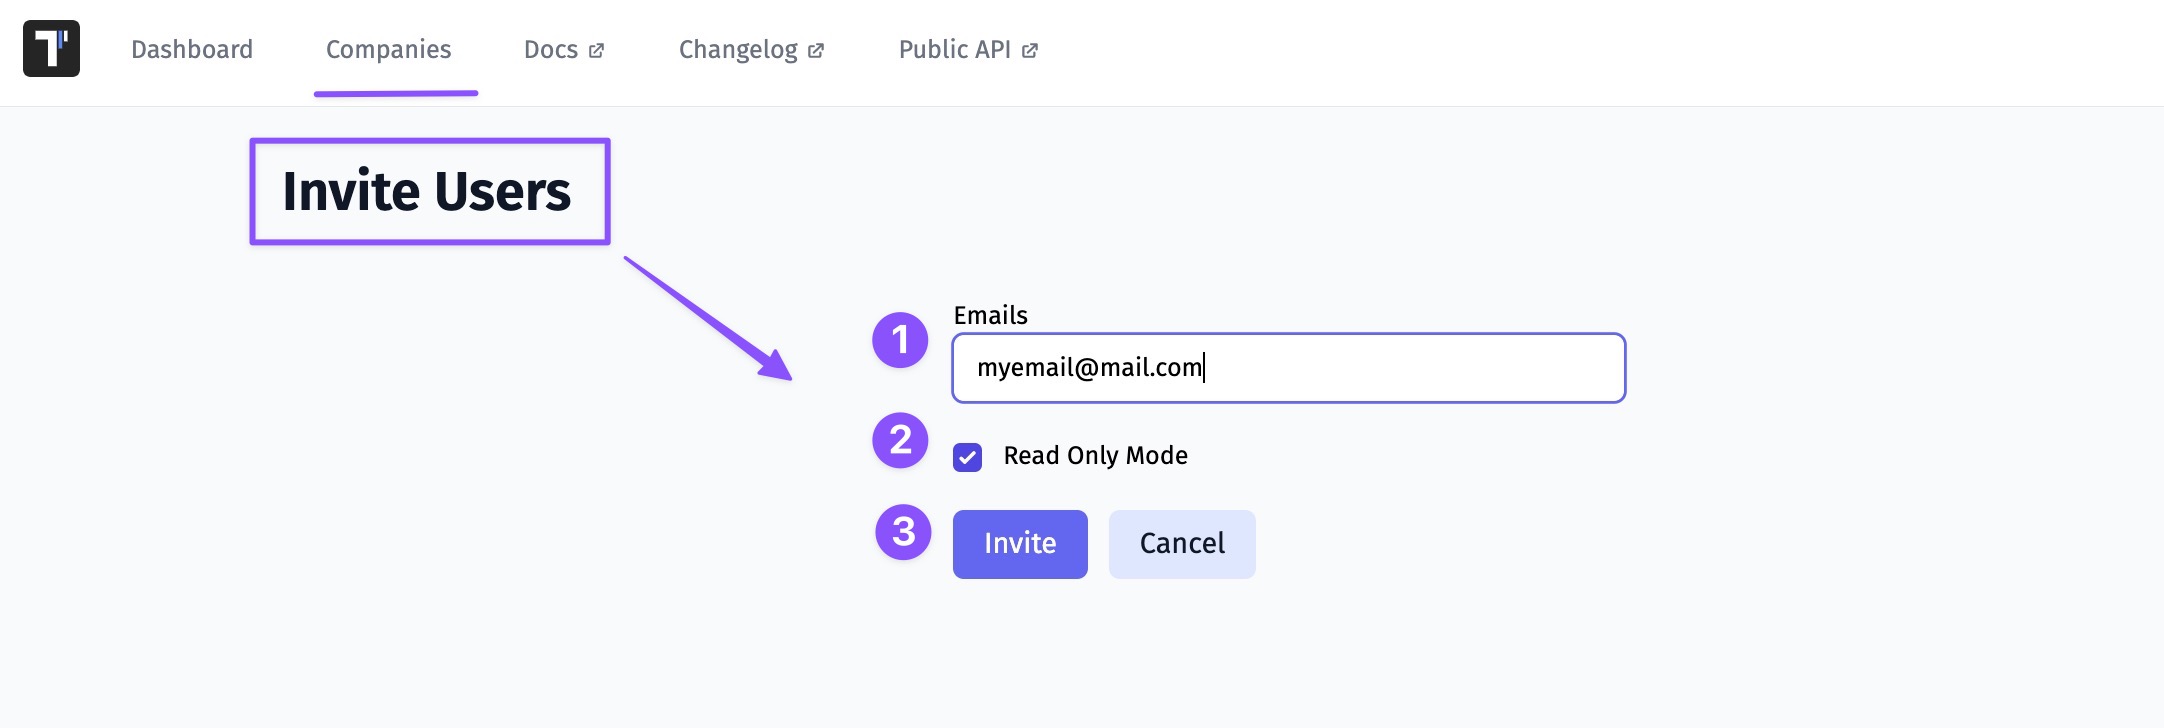 Dashboard Companies Docs Changelog Public API
Invite Users
Emails
1 myemail@mail.com
2 Read Only Mode
3 Invite Cancel